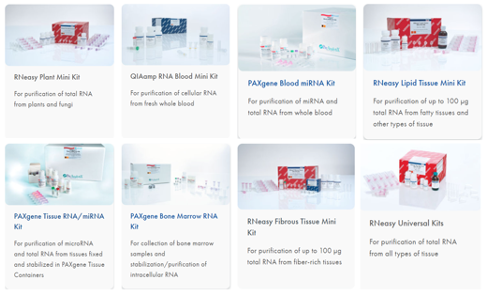 RNeasy Plant Mini Kit
For purification of total RNA
from plants and fungi
QIAamp RNA Blood Mini Kit
For purification of cellular RNA
from fresh whole blood
PAXgene Blood miRNA Kit
For purification of miRNA and
total RNA from whole blood
RNeasy Lipid Tissue Mini Kit
For purification of up to 100 µg
total RNA from fatty tissues and
other types of tissue
PAXgene Tissue RNA/miRNA
Kit
For purification of microRNA
and total RNA from tissues fixed
and stabilized in PAXgene Tissue
Containers
PAXgene Bone Marrow RNA
Kit
For collection of bone marrow
samples and
stabilization/purification of
intracellular RNA
RNeasy Fibrous Tissue Mini
Kit
For purification of up to 100 µg
total RNA from fiber-rich tissues
RNeasy Universal Kits
For purification of total RNA
from all types of tissue